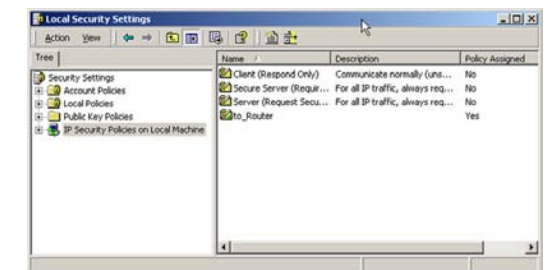 Local Security Settings
Action View
Tree
Security Settings
Account Policies
Local Policies
Public Key Policies
IP Security Policies on Local Machine
Name Description Policy Assigned
Client (Respond Only) Communicate normally (uns... No
Secure Server (Requir... For all IP traffic, always req... No
Server (Request Secu... For all IP traffic, always req... No
to_Router Yes